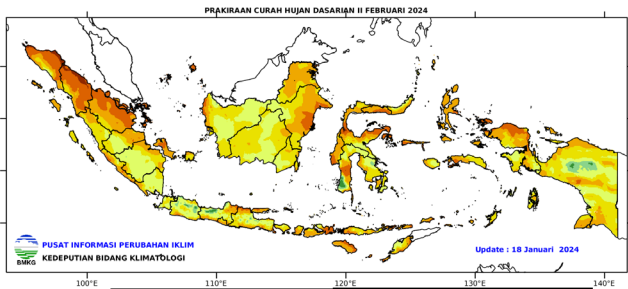 PRAKIRAAN CURAH HUJAN DASARIAN II FEBRUARI 2024
BMKG
PUSAT INFORMASI PERUBAHAN IKLIM
KEDEPUTIAN BIDANG KLIMATOLOGI
Update : 18 Januari 2024
100°E 110°E 120°E 130°E 140°E